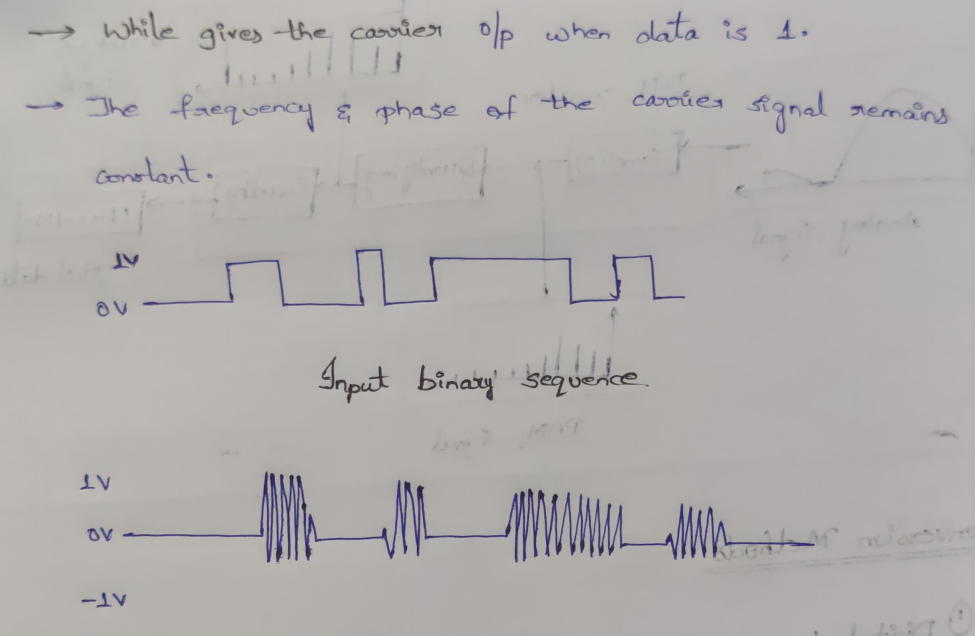 → While gives the carrier o/p when data is 1.
→ The frequency & phase of the carrier signal remains
constant.
1V
0V
Input binary sequence
1V
0V
-1V